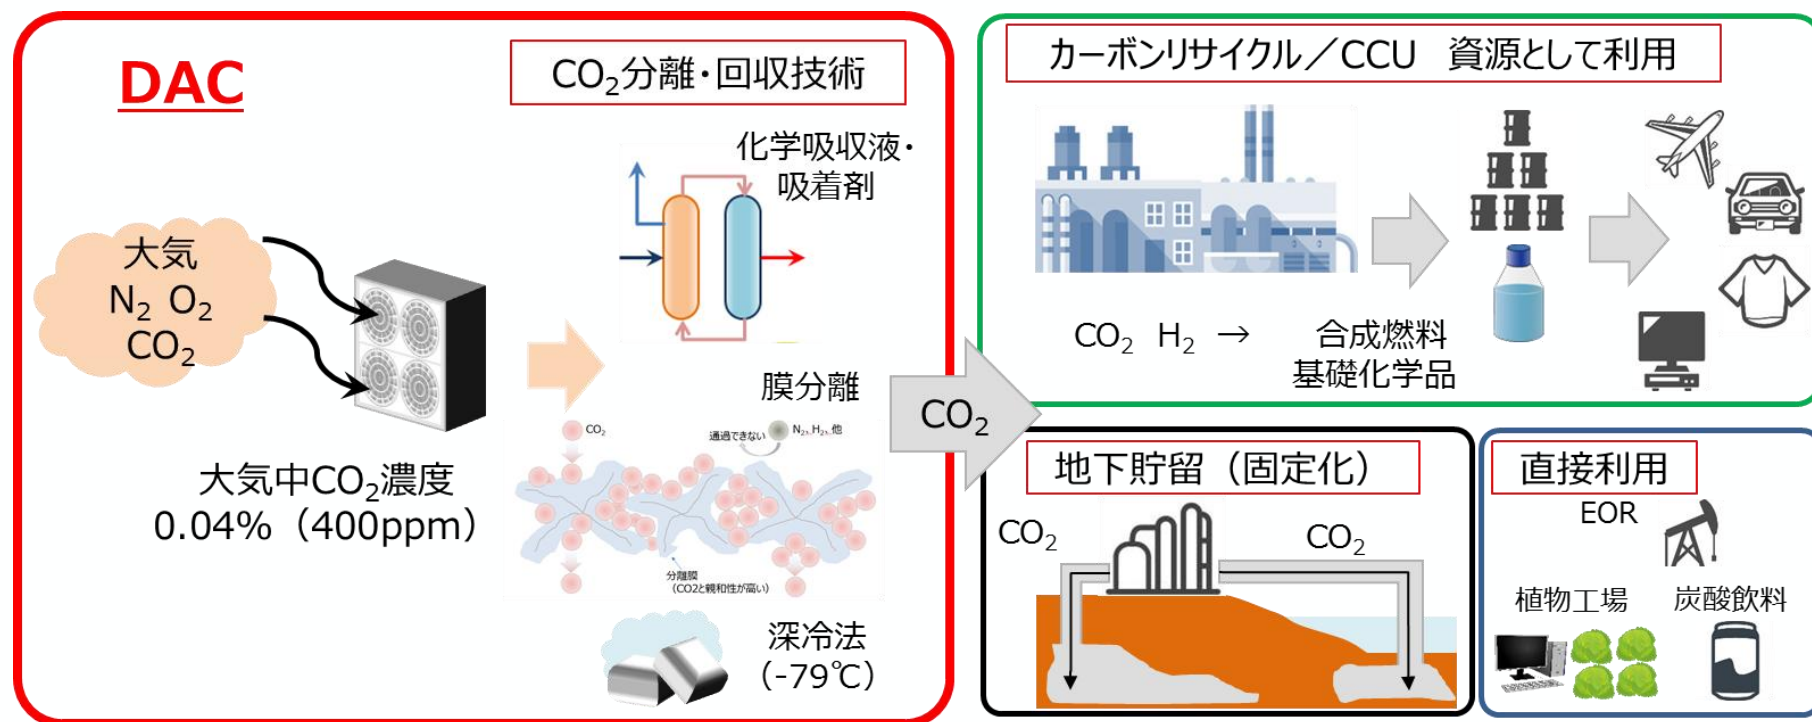 DAC
CO₂分離・回収技術
大気
N₂ O₂
CO₂
大気中CO₂濃度
0.04%（400ppm）
化学吸収液・
吸着剤
膜分離
CO₂
通過できない
N₂、H₂、他
分離膜
（CO2と親和性が高い）
深冷法
（-79℃）
CO₂
カーボンリサイクル／CCU　資源として利用
CO₂ H₂ →
合成燃料
基礎化学品
地下貯留（固定化）
CO₂
CO₂
直接利用
EOR
植物工場
炭酸飲料